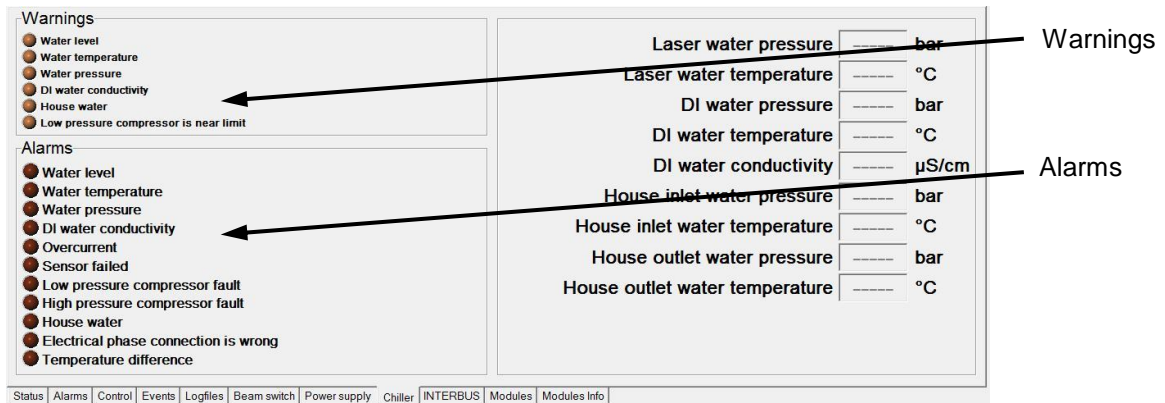 Warnings
Water level
Water temperature
Water pressure
DI water conductivity
House water
Low pressure compressor is near limit
Alarms
Water level
Water temperature
Water pressure
DI water conductivity
Overcurrent
Sensor failed
Low pressure compressor fault
High pressure compressor fault
House water
Electrical phase connection is wrong
Temperature difference
Laser water pressure ----- bar
Laser water temperature ----- °C
DI water pressure ----- bar
DI water temperature ----- °C
DI water conductivity ----- µS/cm
House inlet water pressure ----- bar
House inlet water temperature ----- °C
House outlet water pressure ----- bar
House outlet water temperature ----- °C
Warnings
Alarms
Status Alarms Control Events Logfiles Beam switch Power supply Chiller INTERBUS Modules Modules Info